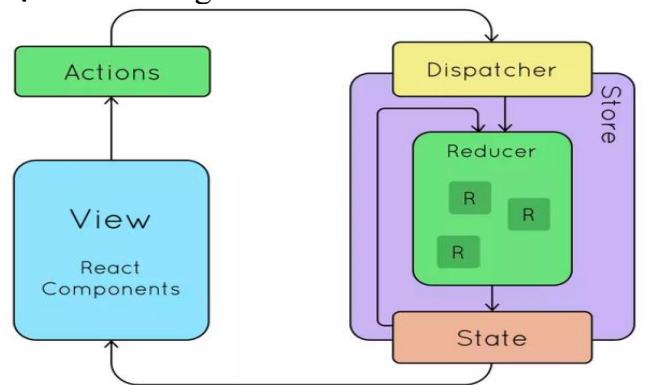 Actions
Dispatcher
Store
Reducer
R
R
R
View
React
Components
State